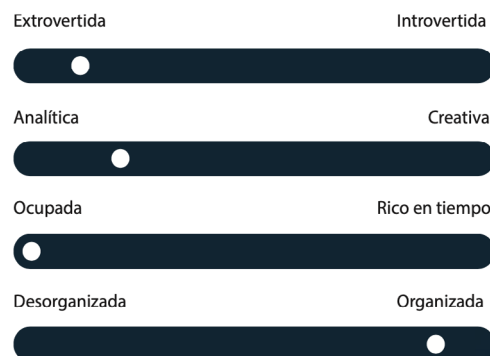 Extrovertida Introvertida
Analítica Creativa
Ocupada Rico en tiempo
Desorganizada Organizada